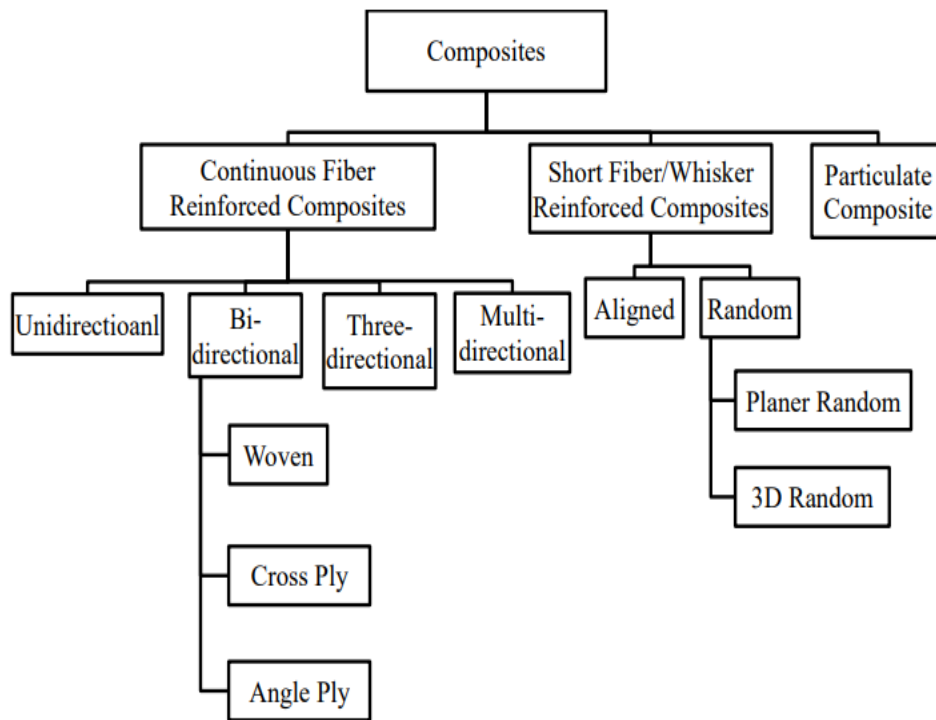 Composites
Continuous Fiber
Reinforced Composites
Short Fiber/Whisker
Reinforced Composites
Particulate
Composite
Unidirectioanl
Bi-
directional
Three-
directional
Multi-
directional
Aligned
Random
Planer Random
3D Random
Woven
Cross Ply
Angle Ply